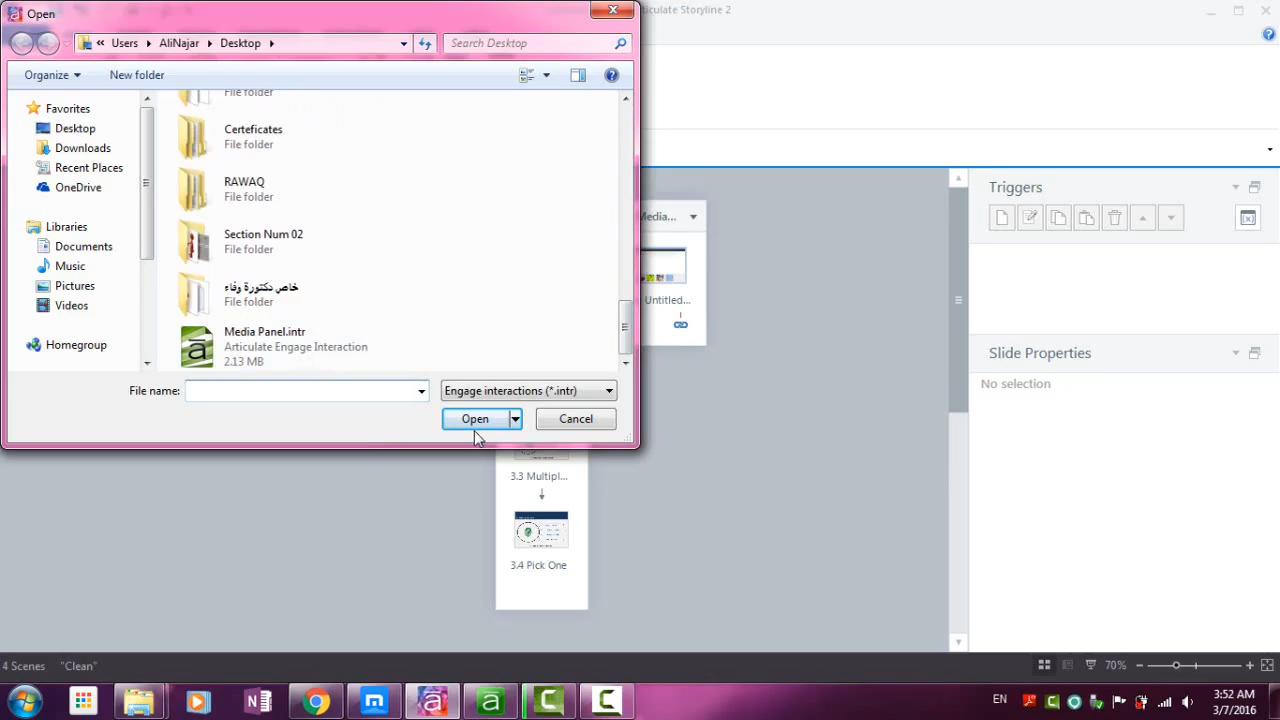 Open
ticulate Storyline 2
Users
AliNajar
Desktop
Search Desktop
Organize
New folder
File folder
Favorites
Desktop
Downloads
Recent Places
OneDrive
Libraries
Documents
Music
Pictures
Videos
Homegroup
Certeficates
File folder
RAWAQ
File folder
Section Num 02
File folder
خاص دكتورة وفاء
File folder
Media Panel.intr
Articulate Engage Interaction
2.13 MB
File name:
Engage interactions (*.intr)
Open
Cancel
Media...
Untitled...
3.3 Multipl...
3.4 Pick One
Triggers
Slide Properties
No selection
4 Scenes
"Clean"
70%
EN
3:52 AM
3/7/2016